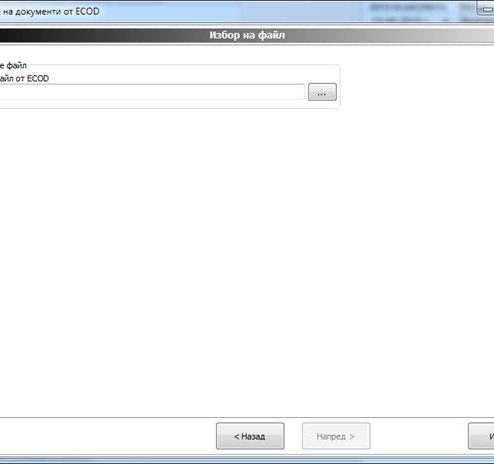 на документи от ECOD
Избор на файл
е файл
айл от ECOD
...
< Назад
Напред >
И